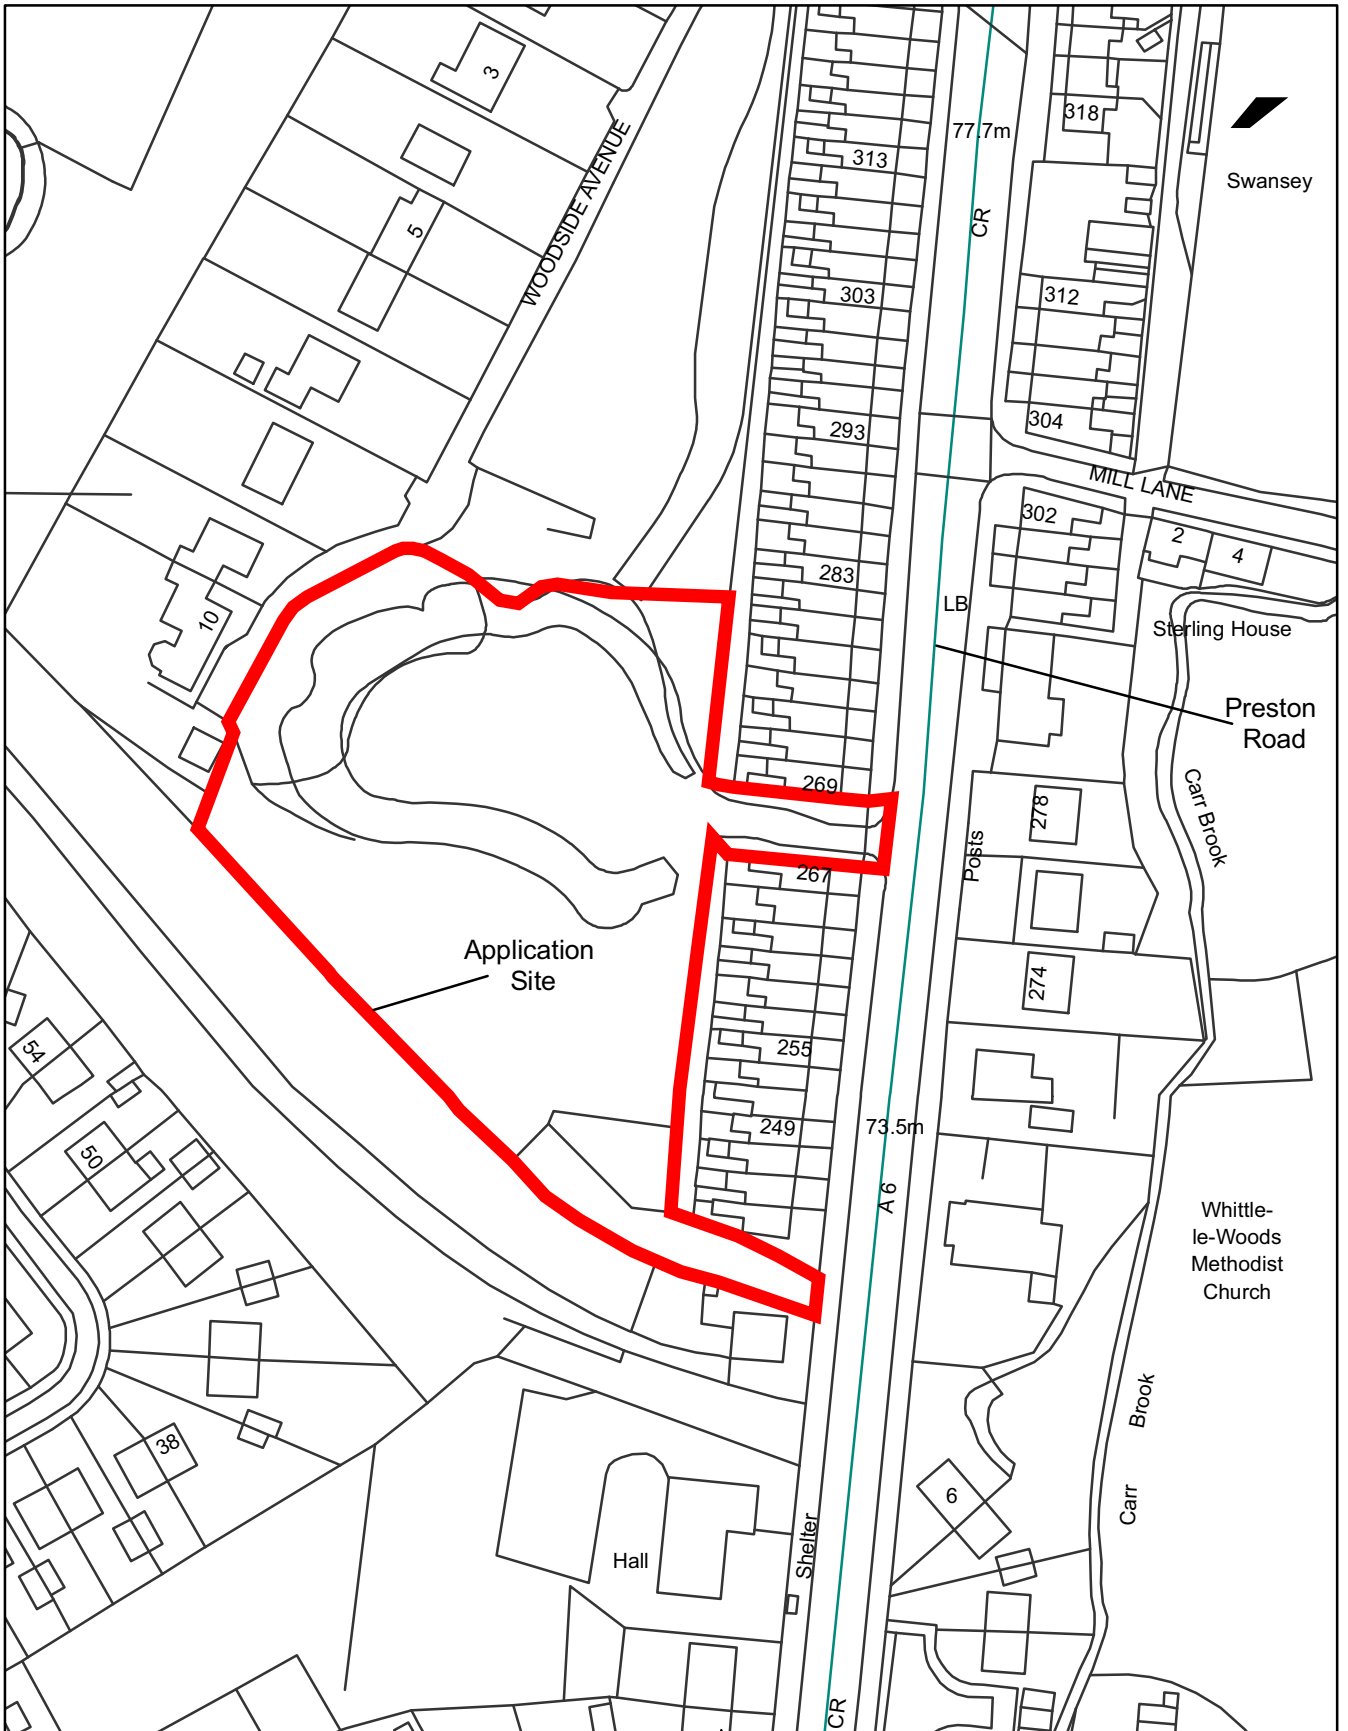 3
WOODSIDE AVENUE
77.7m
318
313
Swansey
5
CR
303
312
293
304
MILL LANE
302
2
4
283
LB
10
Sterling House
Preston
Road
269
278
Carr Brook
Posts
267
Application
Site
274
54
255
249
73.5m
50
A 6
Whittle-
le-Woods
Methodist
Church
Carr Brook
38
6
Shelter
Hall
CR